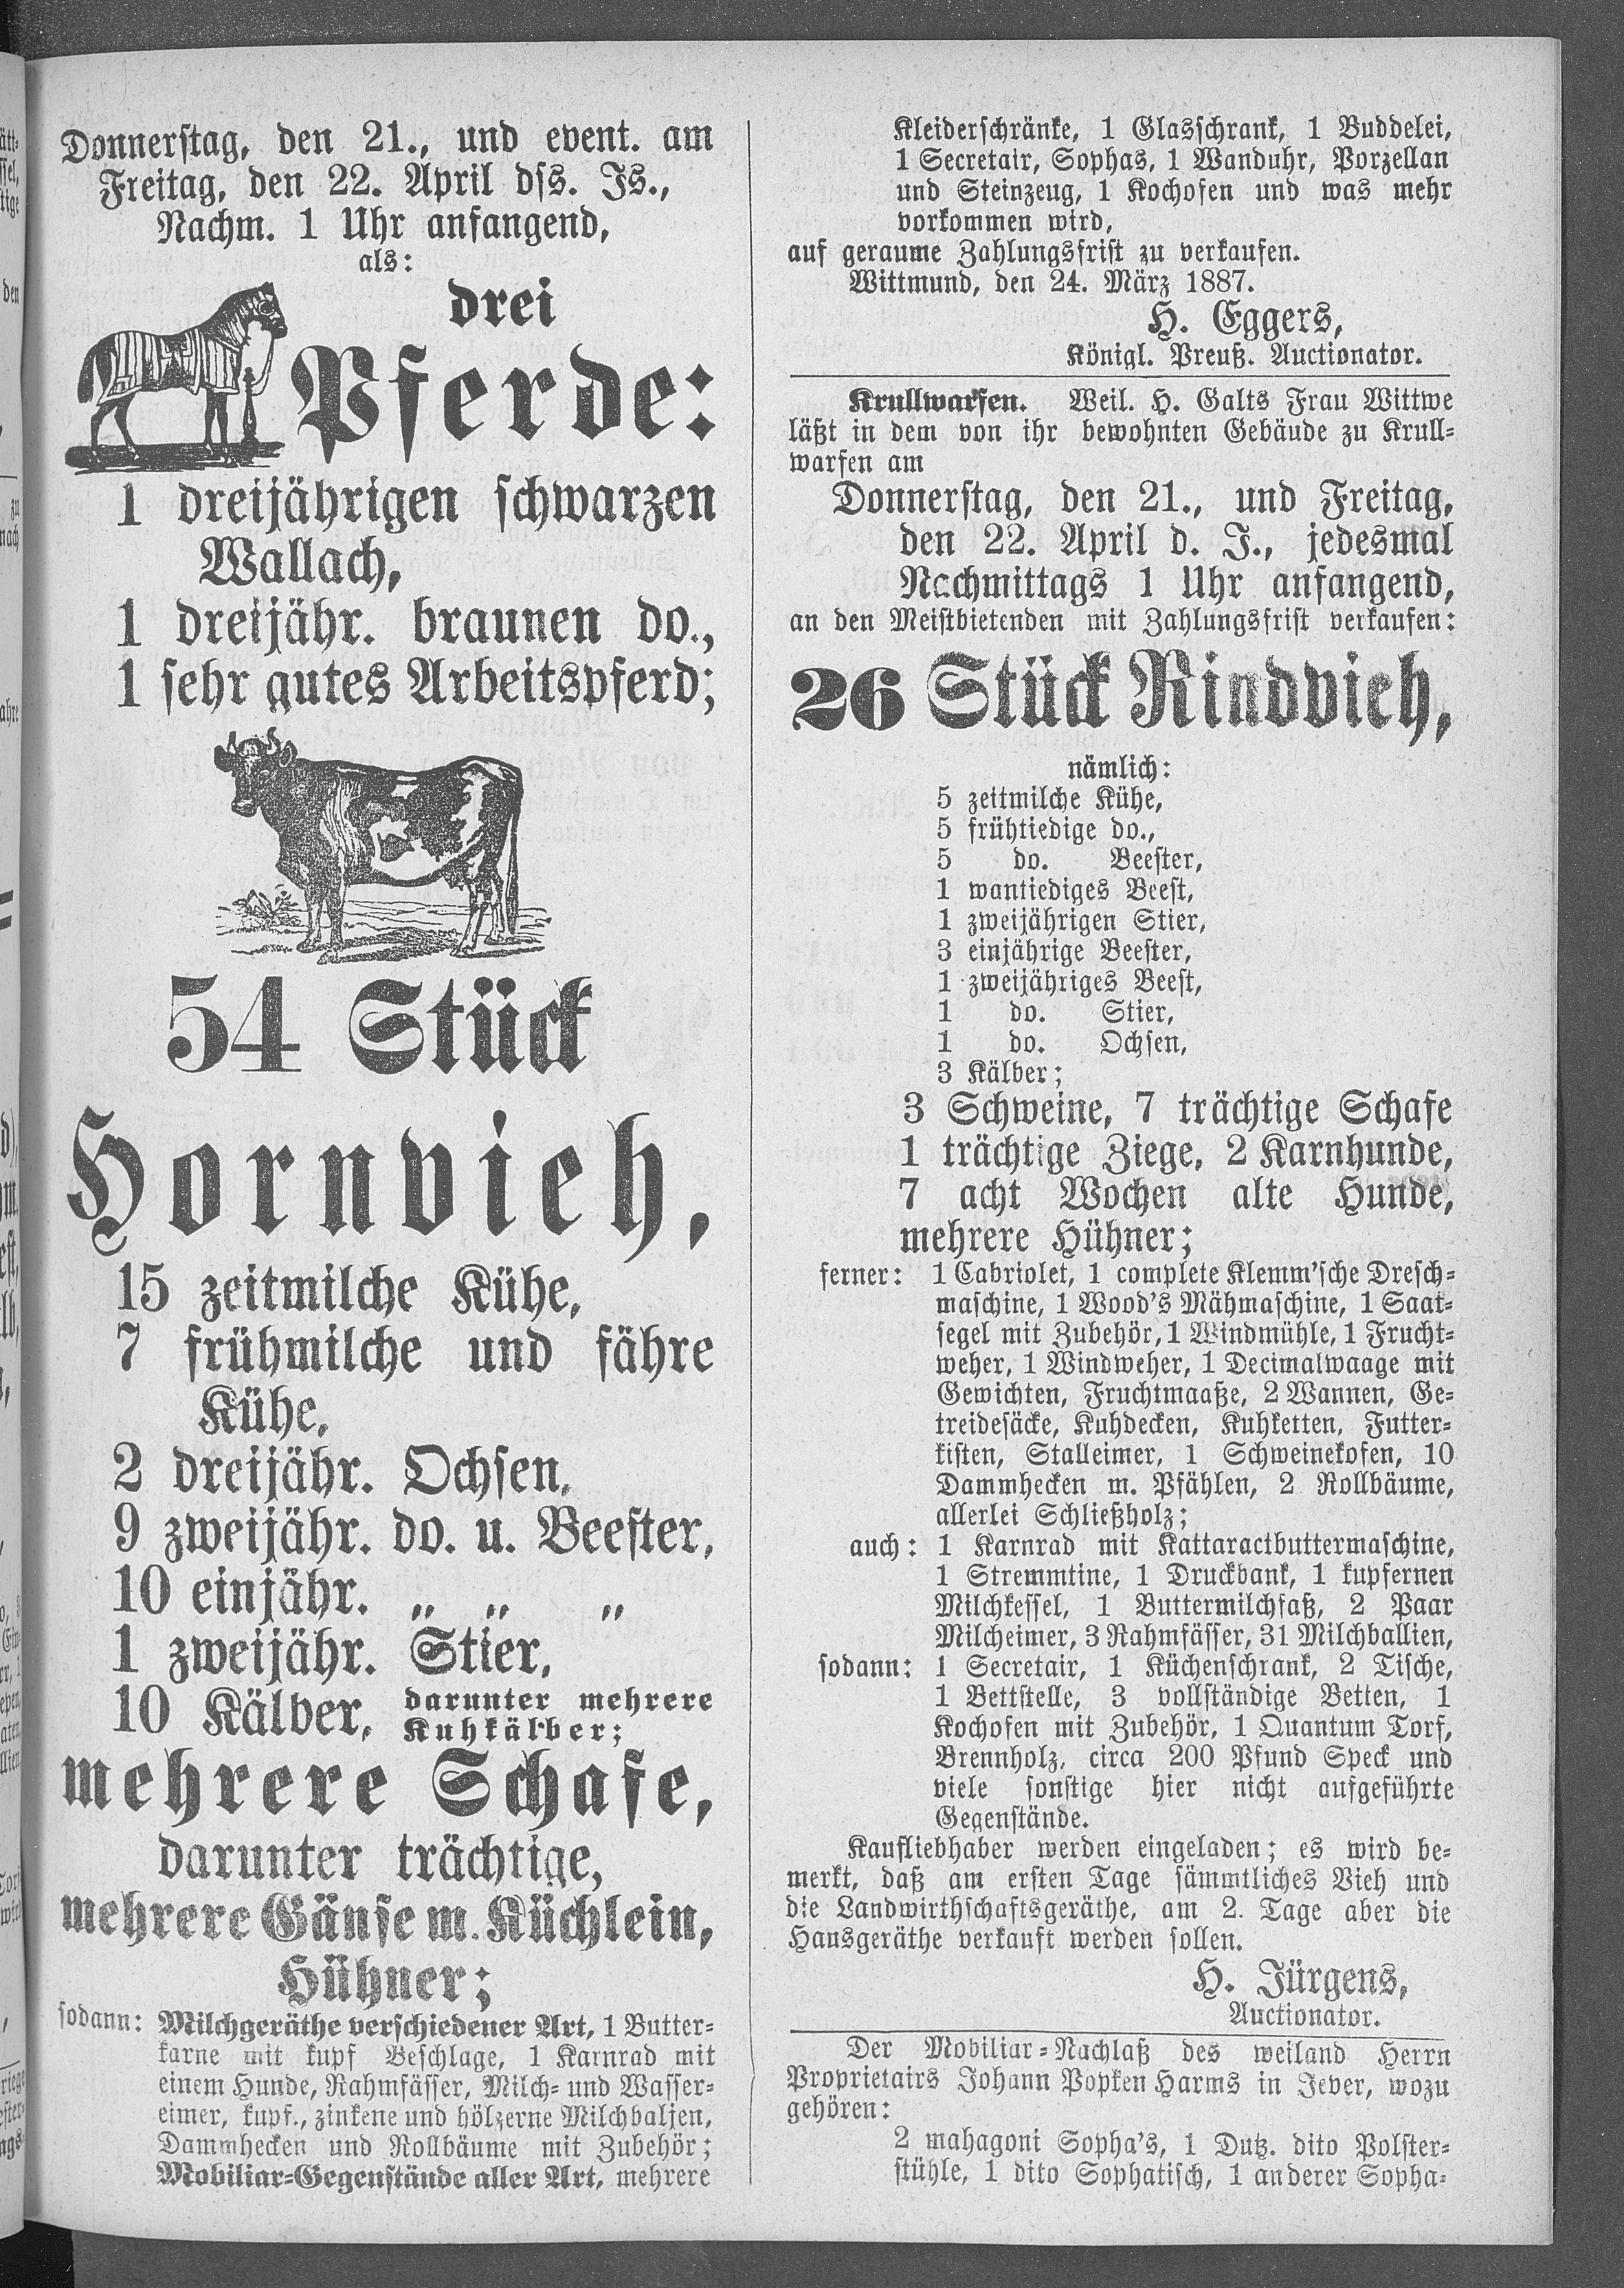 Donnerstag, den 21., und event. am
Freitag, den 22. April dss. Js.,
Nachm. 1 Uhr anfangend,
als:
drei
Pferde:
1 dreijährigen schwarzen
Wallach,
1 dreijähr. braunen do.,
1 sehr gutes Arbeitspferd;
54 Stück
Hornvieh,
15 zeitmilche Kühe,
7 frühmilche und fähre
Kühe,
2 dreijähr. Ochsen,
9 zweijähr. do. u. Beester,
10 einjähr. „ „ „
1 zweijähr. Stier,
10 Kälber, darunter mehrere
Kuhkälber;
mehrere Schafe,
darunter trächtige,
mehrere Gänse m. Küchlein,
Hühner;
sodann: Milchgeräthe verschiedener Art, 1 Butter-
karne mit kupf Beschlage, 1 Karnrad mit
einem Hunde, Rahmfässer, Milch- und Wasser-
eimer, kupf., zinkene und hölzerne Milchbaljen,
Dammhecken und Rollbäume mit Zubehör;
Mobiliar-Gegenstände aller Art, mehrere
Kleiderschränke, 1 Glasschrank, 1 Buddelei,
1 Secretair, Sophas, 1 Wanduhr, Porzellan
und Steinzeug, 1 Kochofen und was mehr
vorkommen wird,
auf geraume Zahlungsfrist zu verkaufen.
Wittmund, den 24. März 1887.
H. Eggers,
Königl. Preuß. Auctionator.
Krullwarfen. Weil. H. Galts Frau Wittwe
läßt in dem von ihr bewohnten Gebäude zu Krull-
warfen am
Donnerstag, den 21., und Freitag,
den 22. April d. J., jedesmal
Nachmittags 1 Uhr anfangend,
an den Meistbietenden mit Zahlungsfrist verkaufen:
26 Stück Rindvieh,
nämlich:
5 zeitmilche Kühe,
5 frühtiedige do.,
5 do. Beester,
1 wantiediges Beest,
1 zweijährigen Stier,
3 einjährige Beester,
1 zweijähriges Beest,
1 do. Stier,
1 do. Ochsen,
3 Kälber;
3 Schweine, 7 trächtige Schafe
1 trächtige Ziege, 2 Karnhunde,
7 acht Wochen alte Hunde,
mehrere Hühner;
ferner: 1 Cabriolet, 1 complete Klemm'sche Dresch-
maschine, 1 Wood's Mähmaschine, 1 Saat-
segel mit Zubehör, 1 Windmühle, 1 Frucht-
weher, 1 Windweher, 1 Decimalwaage mit
Gewichten, Fruchtmaaße, 2 Wannen, Ge-
treidesäcke, Kuhdecken, Kuhketten, Futter-
kisten, Stalleimer, 1 Schweinekofen, 10
Dammhecken m. Pfählen, 2 Rollbäume,
allerlei Schließholz;
auch: 1 Karnrad mit Kattaractbuttermaschine,
1 Stremmtine, 1 Druckbank, 1 kupfernen
Milchkessel, 1 Buttermilchfaß, 2 Paar
Milcheimer, 3 Rahmfässer, 31 Milchballien,
sodann: 1 Secretair, 1 Küchenschrank, 2 Tische,
1 Bettstelle, 3 vollständige Betten, 1
Kochofen mit Zubehör, 1 Quantum Torf,
Brennholz, circa 200 Pfund Speck und
viele sonstige hier nicht aufgeführte
Gegenstände.
Kaufliebhaber werden eingeladen; es wird be-
merkt, daß am ersten Tage sämmtliches Vieh und
die Landwirthschaftsgeräthe, am 2. Tage aber die
Hausgeräthe verkauft werden sollen.
H. Jürgens,
Auctionator.
Der Mobiliar-Nachlaß des weiland Herrn
Proprietairs Johann Popken Harms in Jever, wozu
gehören:
2 mahagoni Sopha's, 1 Dutz. dito Polster-
stühle, 1 dito Sophatisch, 1 anderer Sopha-